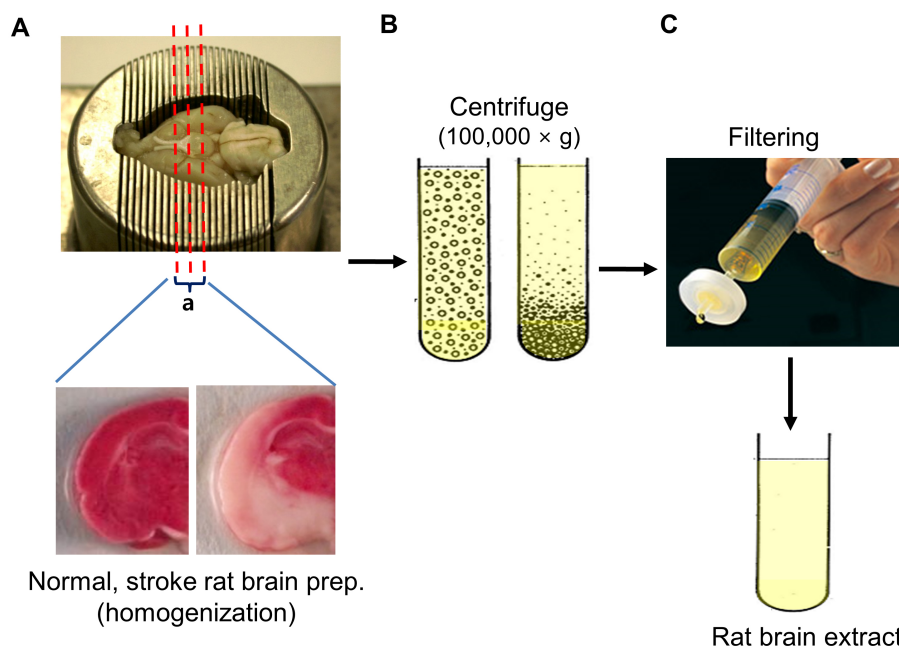 A
B
C
Centrifuge
(100,000 × g)
Filtering
a
Normal, stroke rat brain prep.
(homogenization)
Rat brain extract